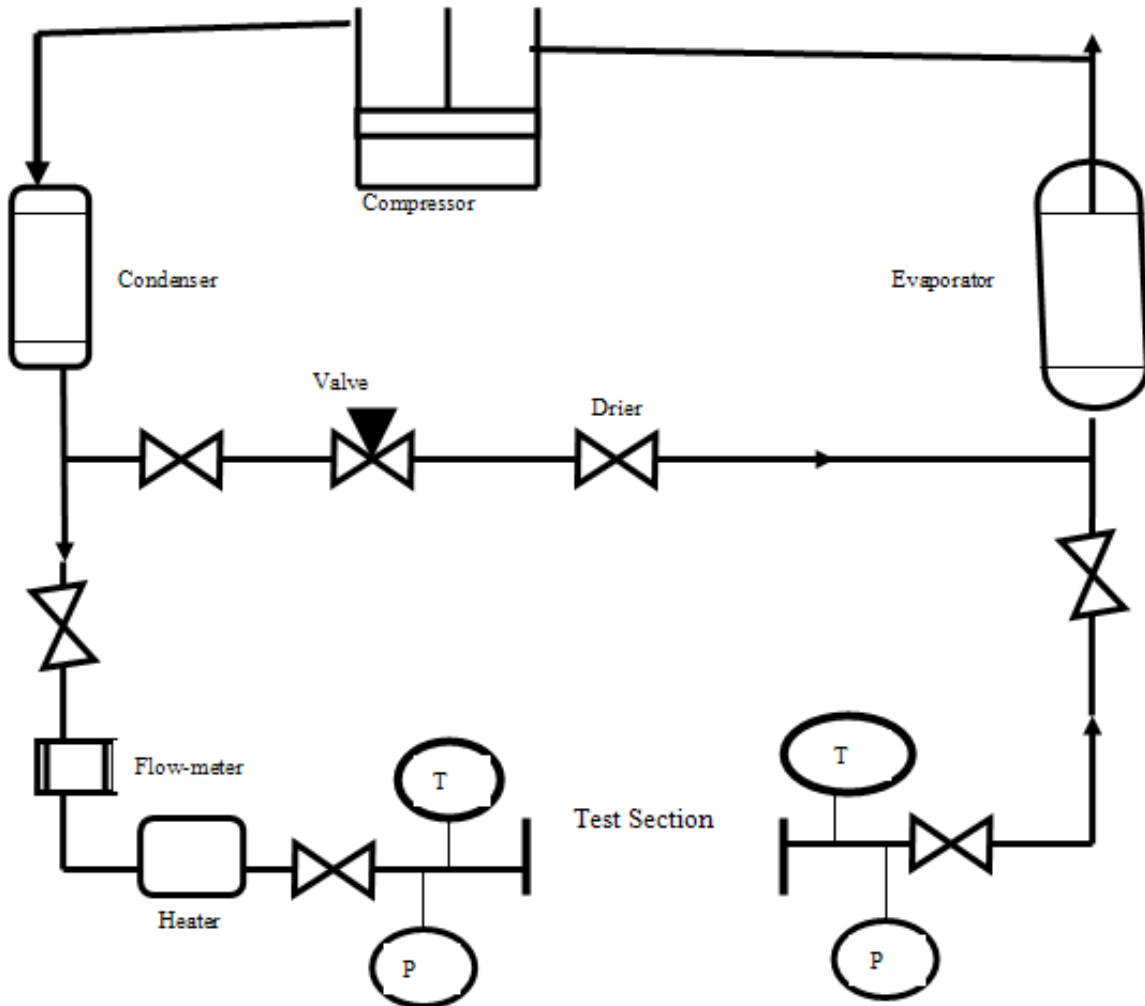 Compressor
Condenser
Evaporator
Valve
Drier
T
T
Flow-meter
Test Section
Heater
P
P